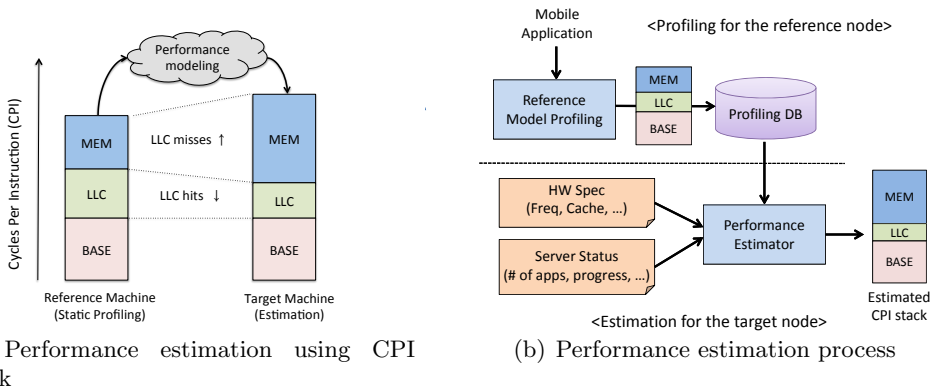 Performance
modeling
Cycles Per Instruction (CPI)
MEM
LLC
BASE
LLC misses ↑
LLC hits ↓
MEM
LLC
BASE
Reference Machine
(Static Profiling)
Target Machine
(Estimation)
Performance estimation using CPI
k
Mobile
Application
<Profiling for the reference node>
Reference
Model Profiling
MEM
LLC
BASE
Profiling DB
HW Spec
(Freq, Cache, …)
Server Status
(# of apps, progress, …)
Performance
Estimator
MEM
LLC
BASE
Estimated
CPI stack
<Estimation for the target node>
(b) Performance estimation process